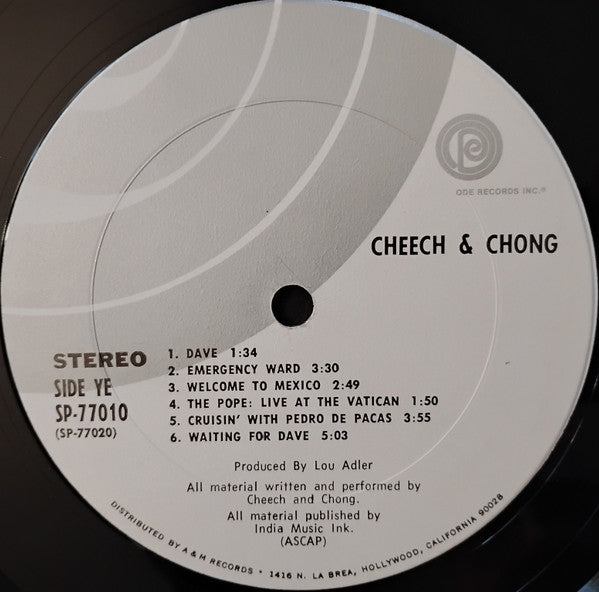 ODE RECORDS INC.®
CHEECH & CHONG
STEREO
SIDE YE
SP-77010
(SP-77020)
1. DAVE 1:34
2. EMERGENCY WARD 3:30
3. WELCOME TO MEXICO 2:49
4. THE POPE: LIVE AT THE VATICAN 1:50
5. CRUISIN' WITH PEDRO DE PACAS 3:55
6. WAITING FOR DAVE 5:03
Produced By Lou Adler
All material written and performed by
Cheech and Chong.
All material published by
India Music Ink.
(ASCAP)
DISTRIBUTED BY A & M RECORDS • 1416 N. LA BREA, HOLLYWOOD, CALIFORNIA 90028